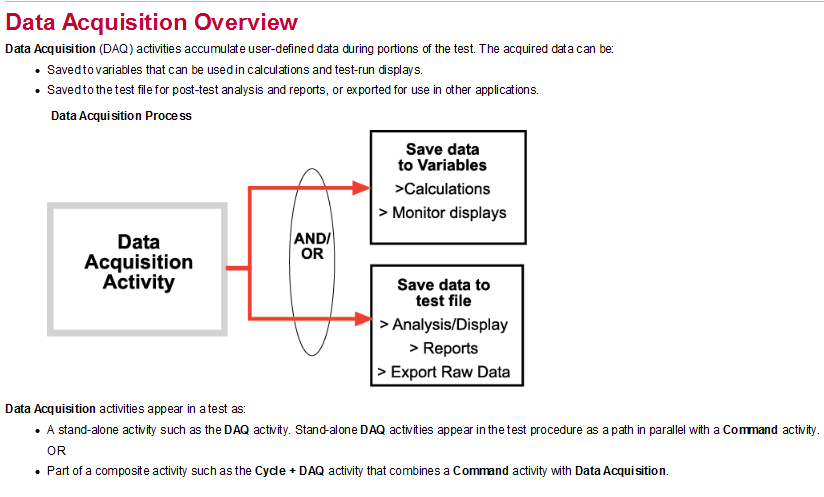 Data Acquisition Overview
Data Acquisition (DAQ) activities accumulate user-defined data during portions of the test. The acquired data can be:
• Saved to variables that can be used in calculations and test-run displays.
• Saved to the test file for post-test analysis and reports, or exported for use in other applications.
Data Acquisition Process
Data
Acquisition
Activity
AND/
OR
Save data
to Variables
>Calculations
> Monitor displays
Save data to
test file
> Analysis/Display
> Reports
> Export Raw Data
Data Acquisition activities appear in a test as:
• A stand-alone activity such as the DAQ activity. Stand-alone DAQ activities appear in the test procedure as a path in parallel with a Command activity.
OR
• Part of a composite activity such as the Cycle + DAQ activity that combines a Command activity with Data Acquisition.